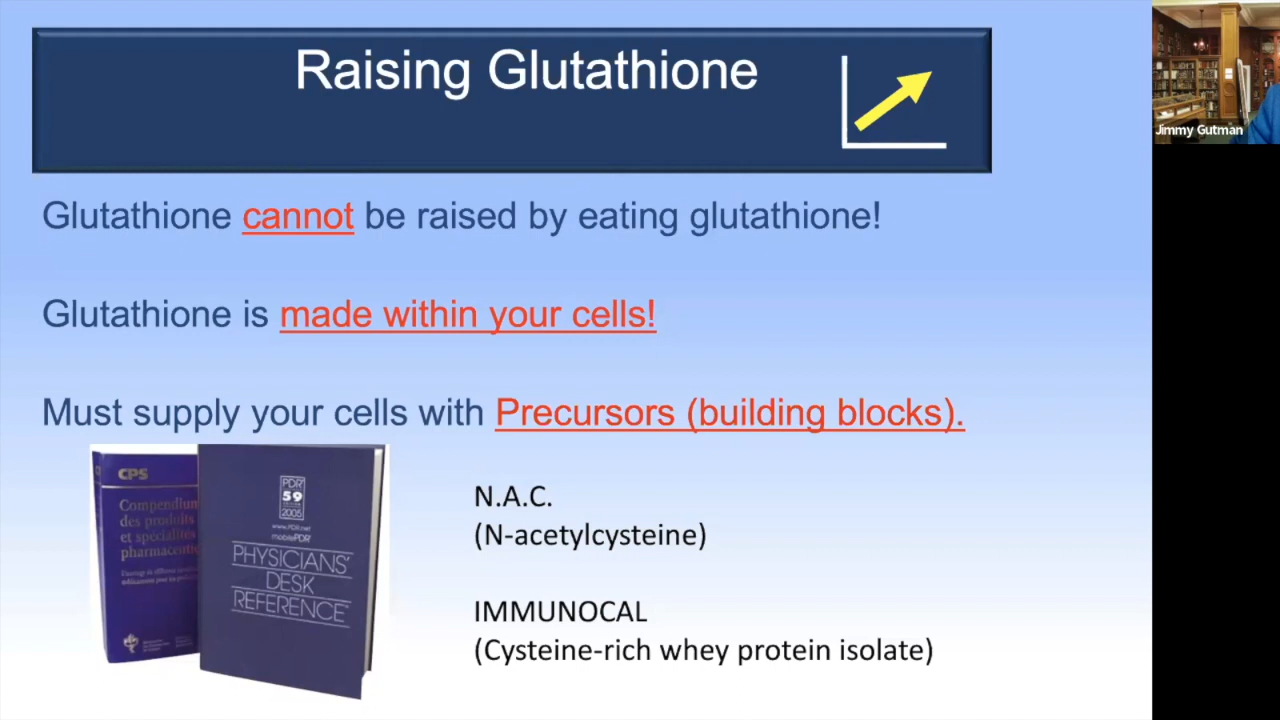 Raising Glutathione
Jimmy Gutman
Glutathione cannot be raised by eating glutathione!
Glutathione is made within your cells!
Must supply your cells with Precursors (building blocks).
CPS
Compendium
des produits
et spécialités
pharmaceutiq
PDR
59
EDITION
2005
www.PDR.net
mobilePDR
PHYSICIANS'
DESK
REFERENCE
N.A.C.
(N-acetylcysteine)
IMMUNOCAL
(Cysteine-rich whey protein isolate)